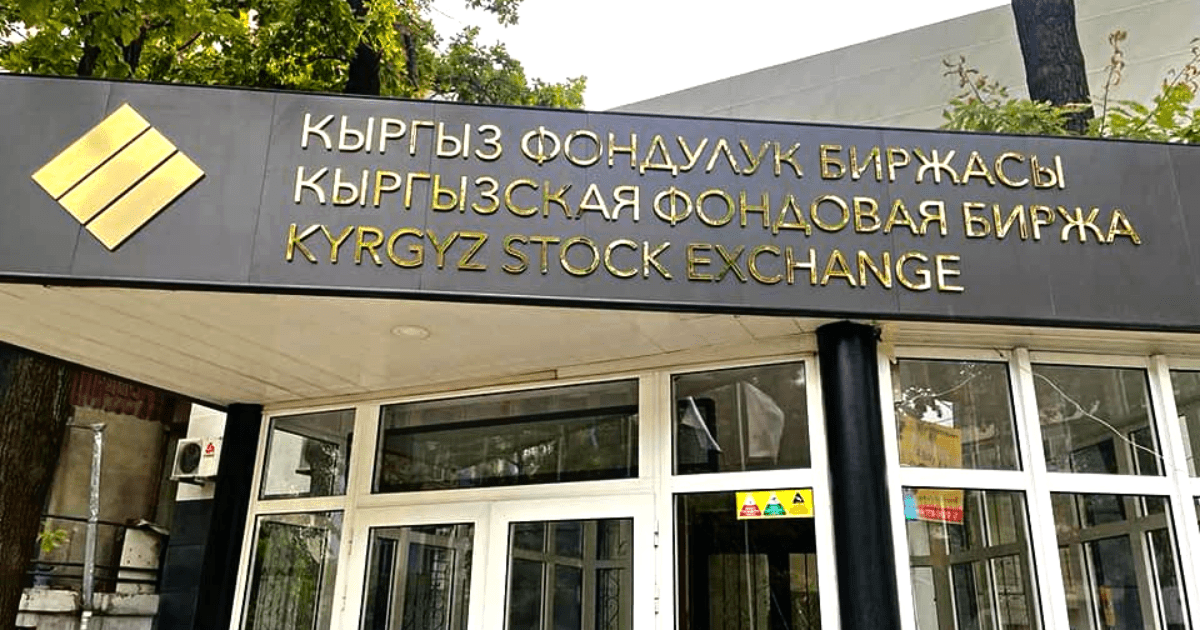 КЫРГЫЗ ФОНДУЛУК БИРЖАСЫ
КЫРГЫЗСКАЯ ФОНДОВАЯ БИРЖА
KYRGYZ STOCK EXCHANGE